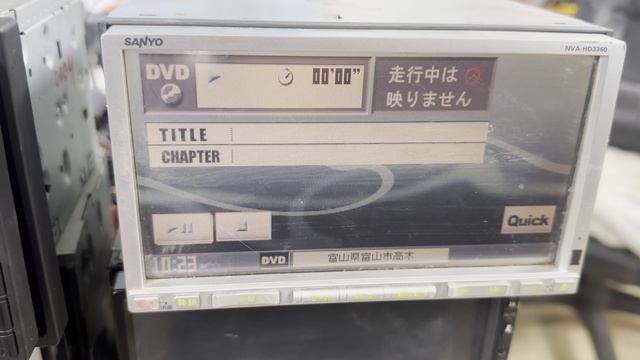 SANYO
NVA-HD3360
DVD
00'00"
走行中は
映りません
TITLE
CHAPTER
Quick
10:23
DVD
富山県富山市高木